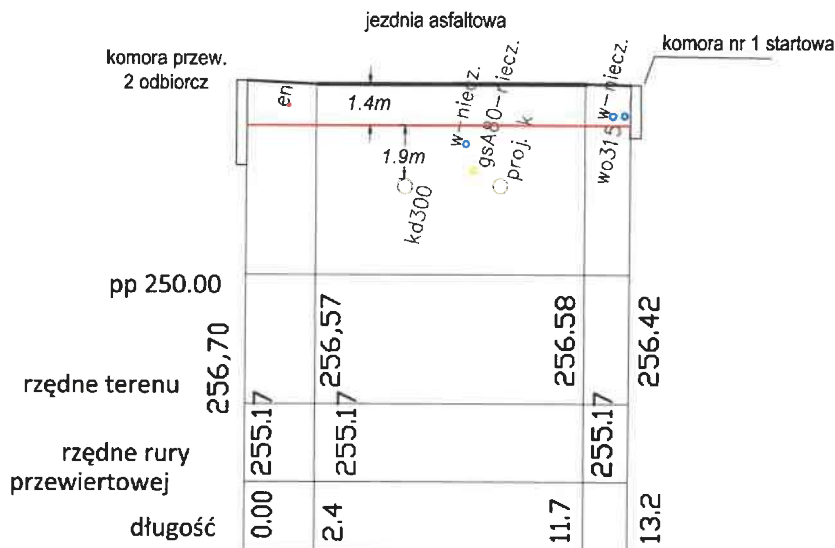 jezdnia asfaltowa
komora przew.
2 odbiorcz
komora nr 1 startowa
en
1.4m
1.9m
kd300
w-niecz.
gsA80-niecz.
proj. k
wo315
w-niecz.
pp 250.00
rzędne terenu
256,70
256,57
256.58
256.42
rzędne rury
przewiertowej
255.17
255.17
255.17
długość
0.00
2.4
11.7
13.2